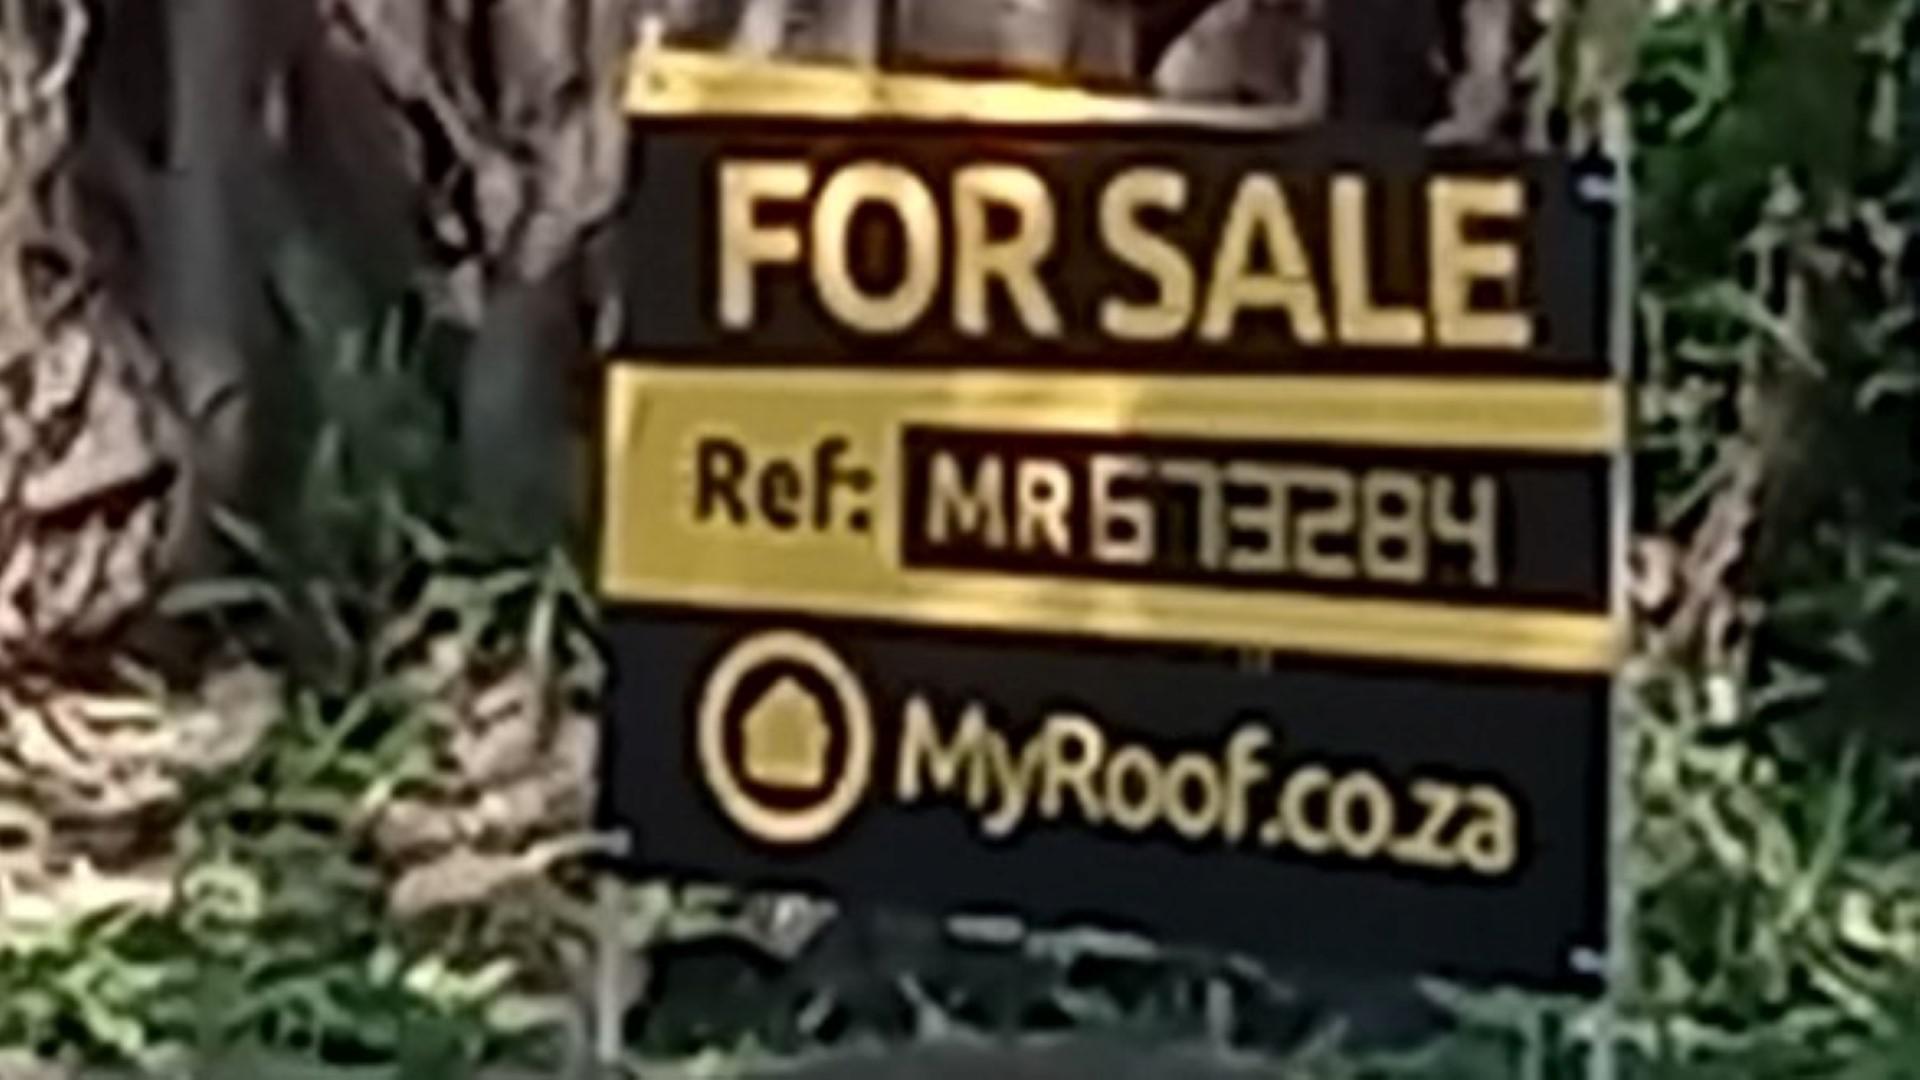 FOR SALE
Ref: MR673284
MyRoof.co.za